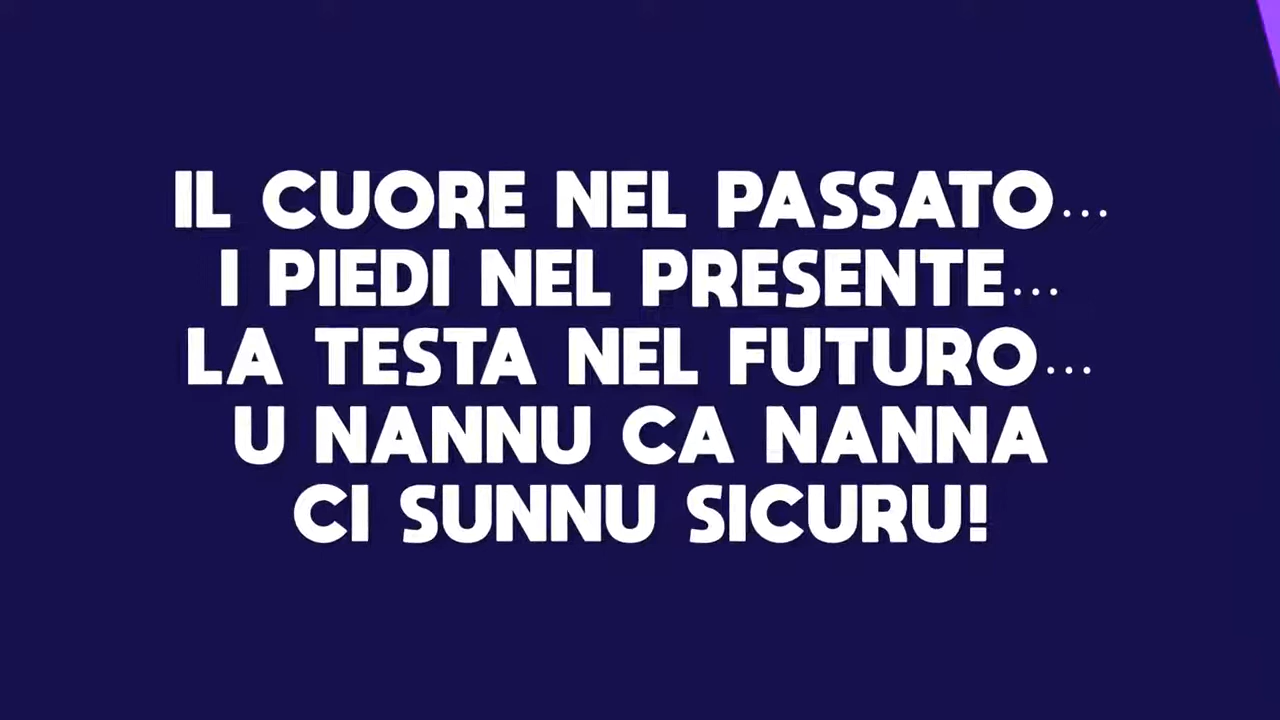 IL CUORE NEL PASSATO...
I PIEDI NEL PRESENTE...
LA TESTA NEL FUTURO...
U NANNU CA NANNA
CI SUNNU SICURU!